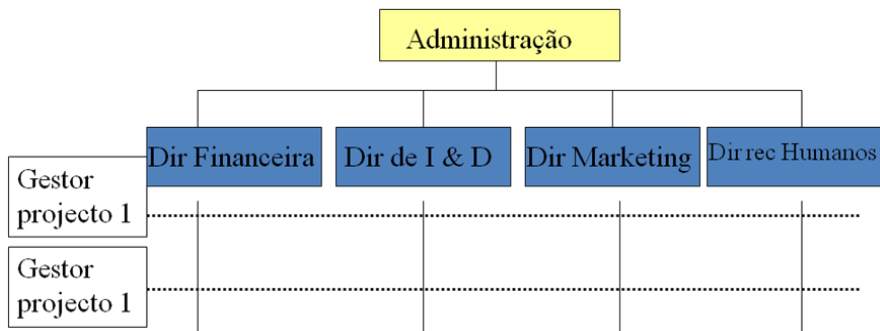 Administração
Dir Financeira
Dir de I & D
Dir Marketing
Dir rec Humanos
Gestor
projecto 1
Gestor
projecto 1